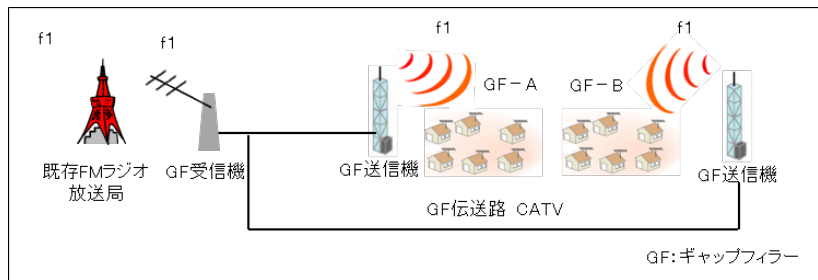 f1
f1
f1
f1
GF-A
GF-B
既存FMラジオ
放送局
GF受信機
GF送信機
GF送信機
GF伝送路 CATV
GF:ギャップフィラー